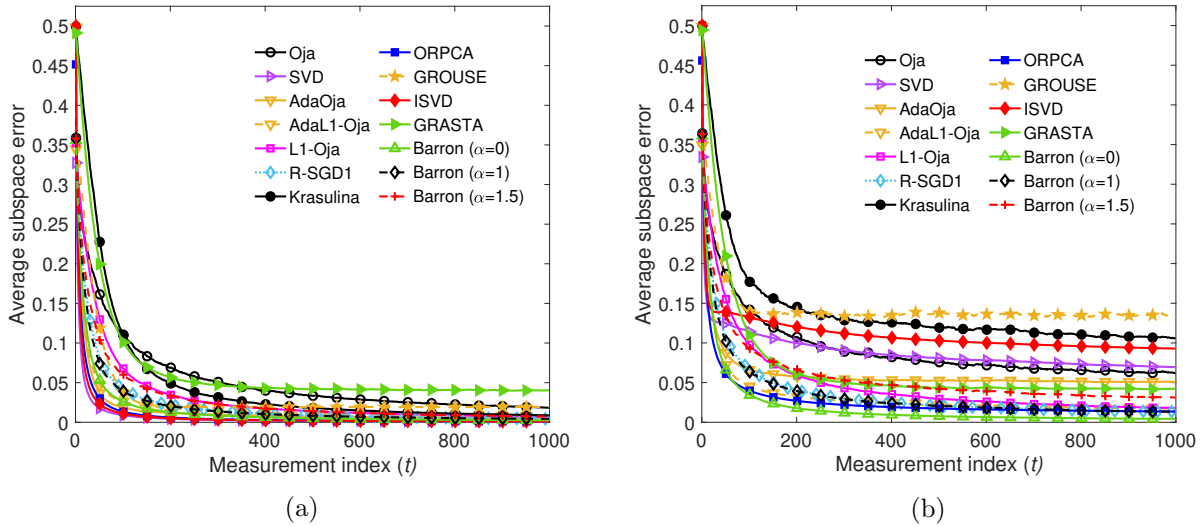 0.5
0.45
0.4
0.35
0.3
0.25
0.2
0.15
0.1
0.05
0
Average subspace error
0 200 400 600 800 1000
Measurement index (t)
Oja
SVD
AdaOja
AdaL1-Oja
L1-Oja
R-SGD1
Krasulina
ORPCA
GROUSE
ISVD
GRASTA
Barron (α=0)
Barron (α=1)
Barron (α=1.5)
(a)
0.5
0.45
0.4
0.35
0.3
0.25
0.2
0.15
0.1
0.05
0
Average subspace error
0 200 400 600 800 1000
Measurement index (t)
Oja
SVD
AdaOja
AdaL1-Oja
L1-Oja
R-SGD1
Krasulina
ORPCA
GROUSE
ISVD
GRASTA
Barron (α=0)
Barron (α=1)
Barron (α=1.5)
(b)